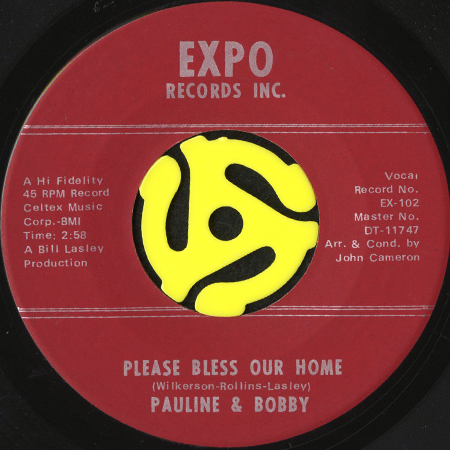 EXPO
RECORDS INC.
A Hi Fidelity
45 RPM Record
Celtex Music
Corp.-BMI
Time: 2:58
A Bill Lasley
Production
Vocal
Record No.
EX-102
Master No.
DT-11747
Arr. & Cond. by
John Cameron
PLEASE BLESS OUR HOME
(Wilkerson-Rollins-Lasley)
PAULINE & BOBBY